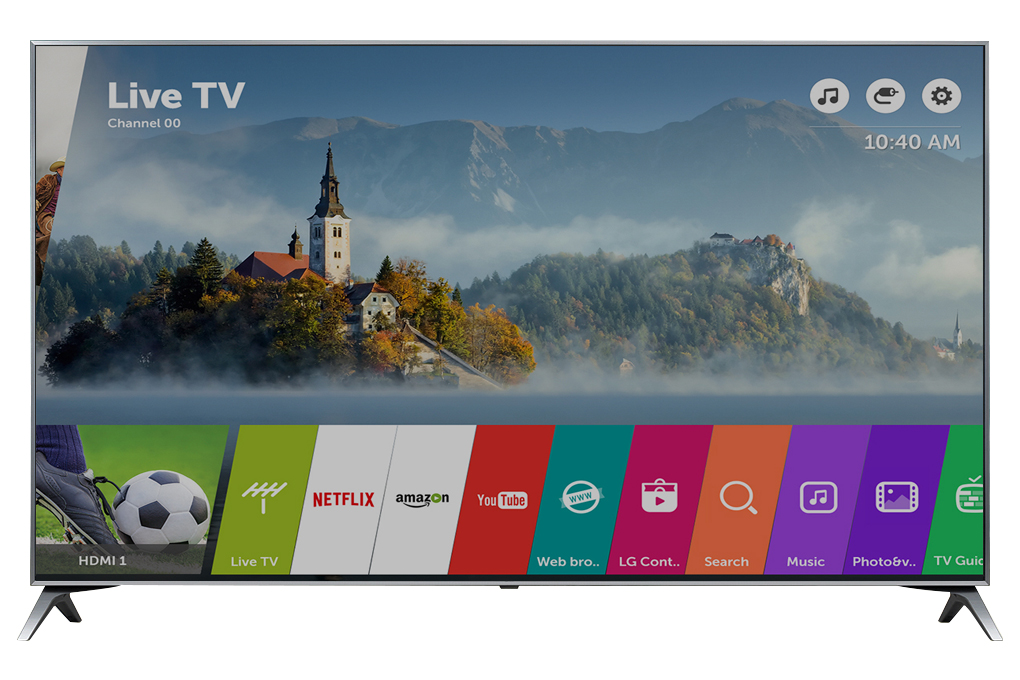 Live TV
Channel 00
10:40 AM
HDMI 1
Live TV
NETFLIX
amazon
YouTube
WWW
Web bro..
LG Cont..
Search
Music
Photo&v..
TV Guid